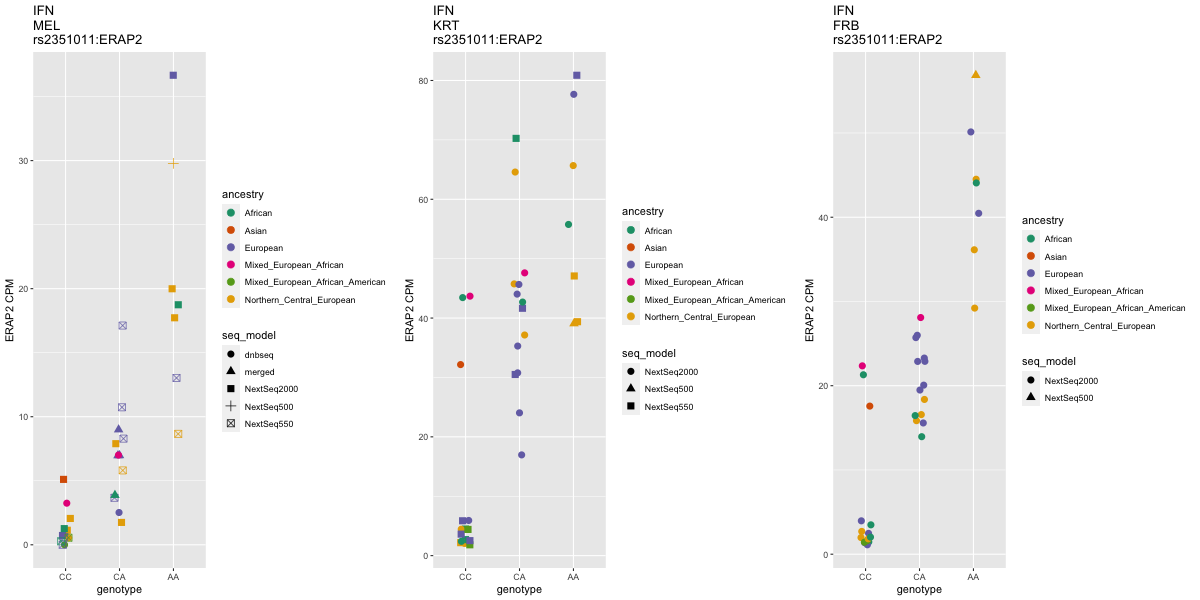 IFN
MEL
rs2351011:ERAP2
ERAP2 CPM
30
20
10
0
CC
CA
AA
genotype
ancestry
African
Asian
European
Mixed_European_African
Mixed_European_African_American
Northern_Central_European
seq_model
dnbseq
merged
NextSeq2000
NextSeq500
NextSeq550
IFN
KRT
rs2351011:ERAP2
ERAP2 CPM
80
60
40
20
0
CC
CA
AA
genotype
ancestry
African
Asian
European
Mixed_European_African
Mixed_European_African_American
Northern_Central_European
seq_model
NextSeq2000
NextSeq500
NextSeq550
IFN
FRB
rs2351011:ERAP2
ERAP2 CPM
40
20
0
CC
CA
AA
genotype
ancestry
African
Asian
European
Mixed_European_African
Mixed_European_African_American
Northern_Central_European
seq_model
NextSeq2000
NextSeq500